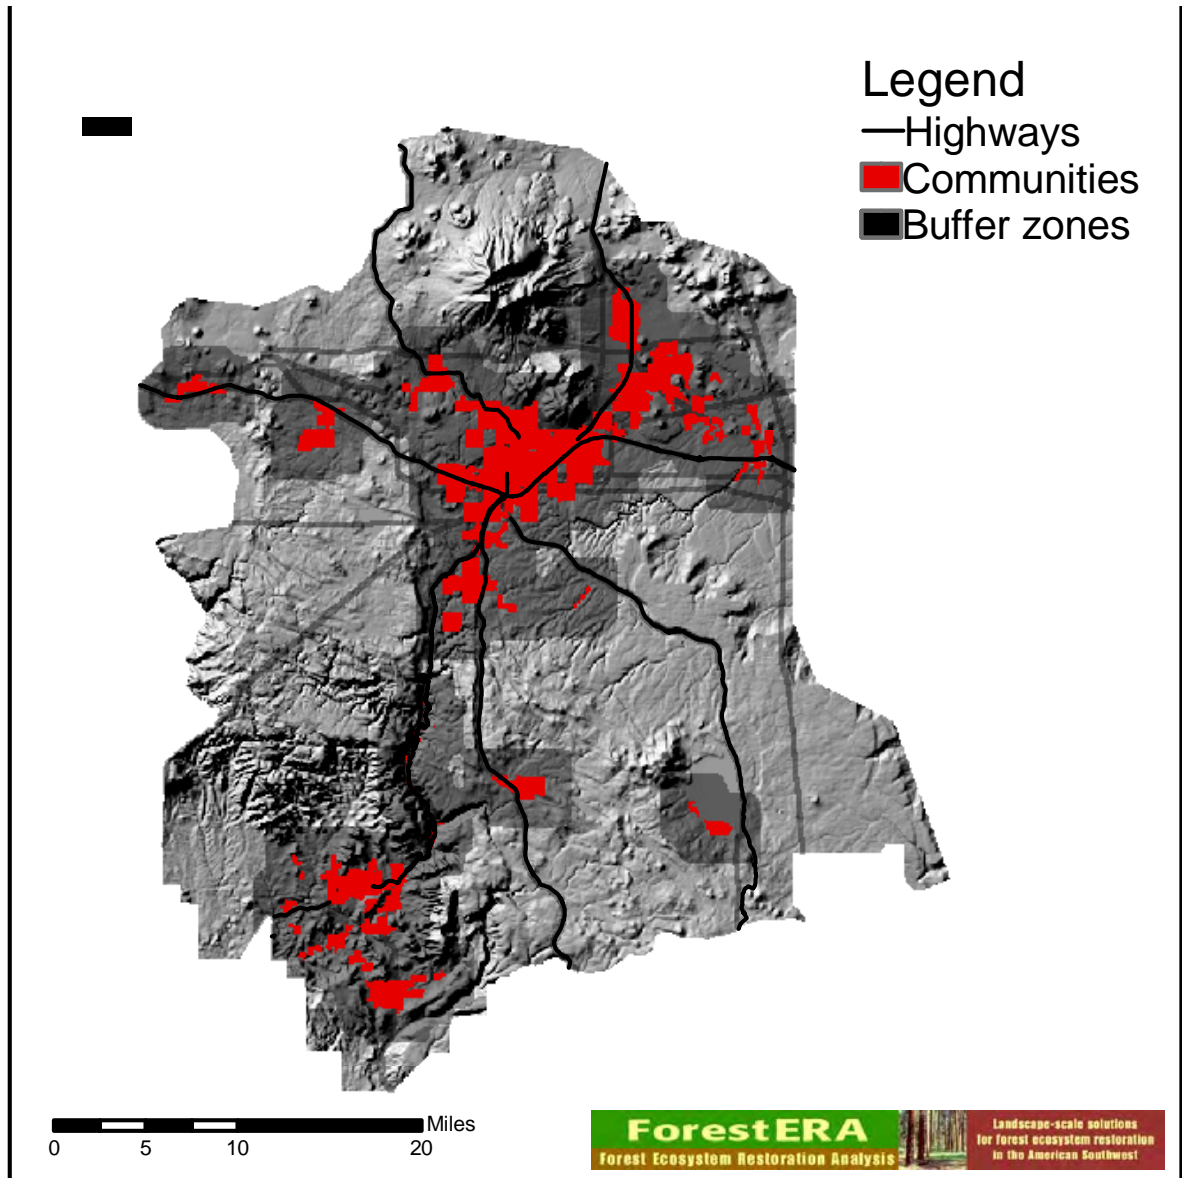 Legend
Highways
Communities
Buffer zones
Miles
0 5 10 20
ForestERA
Forest Ecosystem Restoration Analysis
Landscape-scale solutions
for forest ecosystem restoration
in the American Southwest